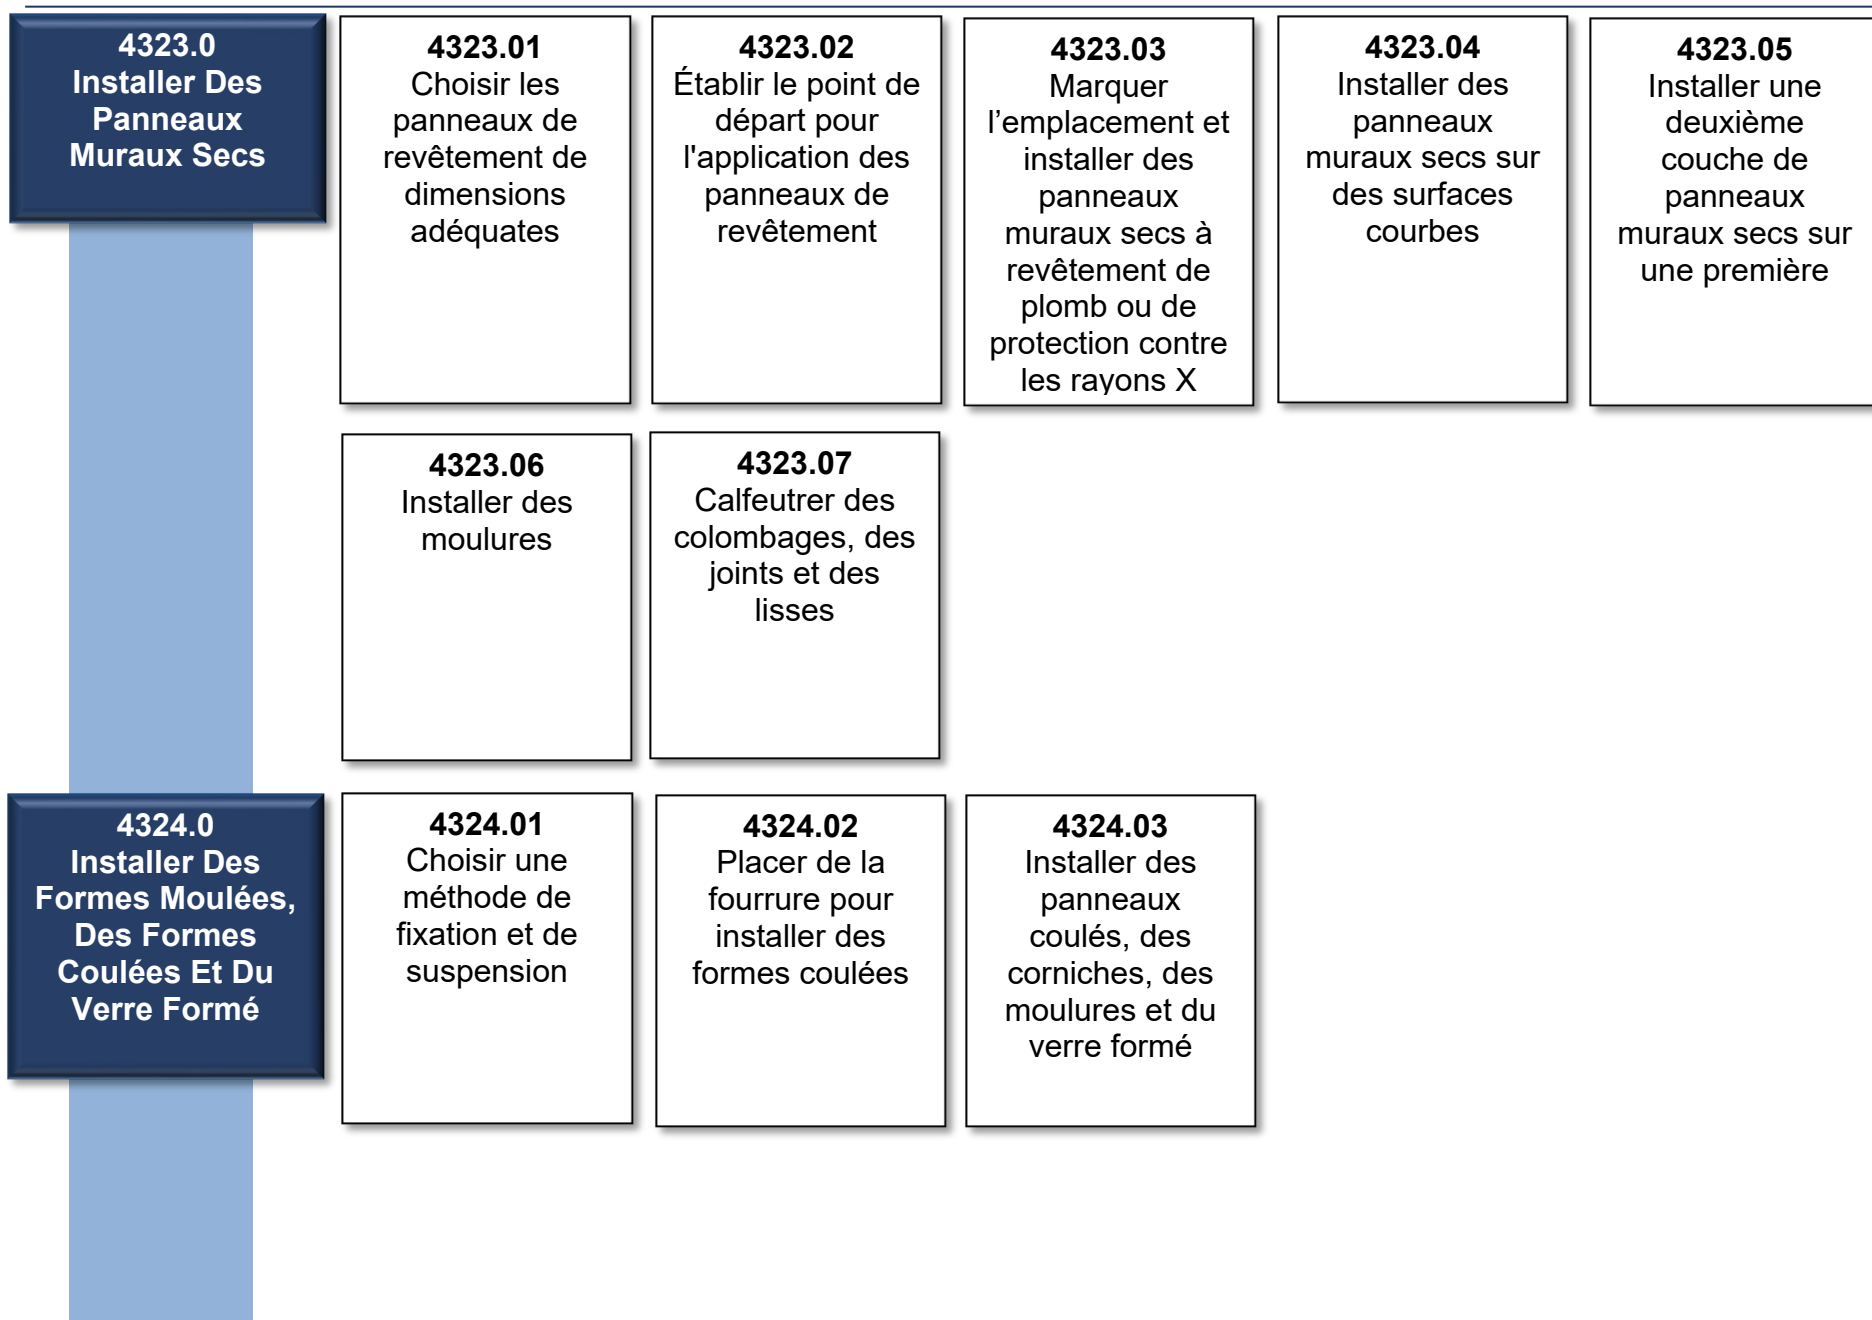 4323.0
Installer Des
Panneaux
Muraux Secs
4323.01
Choisir les
panneaux de
revêtement de
dimensions
adéquates
4323.02
Établir le point de
départ pour
l'application des
panneaux de
revêtement
4323.03
Marquer
l’emplacement et
installer des
panneaux
muraux secs à
revêtement de
plomb ou de
protection contre
les rayons X
4323.04
Installer des
panneaux
muraux secs sur
des surfaces
courbes
4323.05
Installer une
deuxième
couche de
panneaux
muraux secs sur
une première
4323.06
Installer des
moulures
4323.07
Calfeutrer des
colombages, des
joints et des
lisses
4324.0
Installer Des
Formes Moulées,
Des Formes
Coulées Et Du
Verre Formé
4324.01
Choisir une
méthode de
fixation et de
suspension
4324.02
Placer de la
fourrure pour
installer des
formes coulées
4324.03
Installer des
panneaux
coulés, des
corniches, des
moulures et du
verre formé